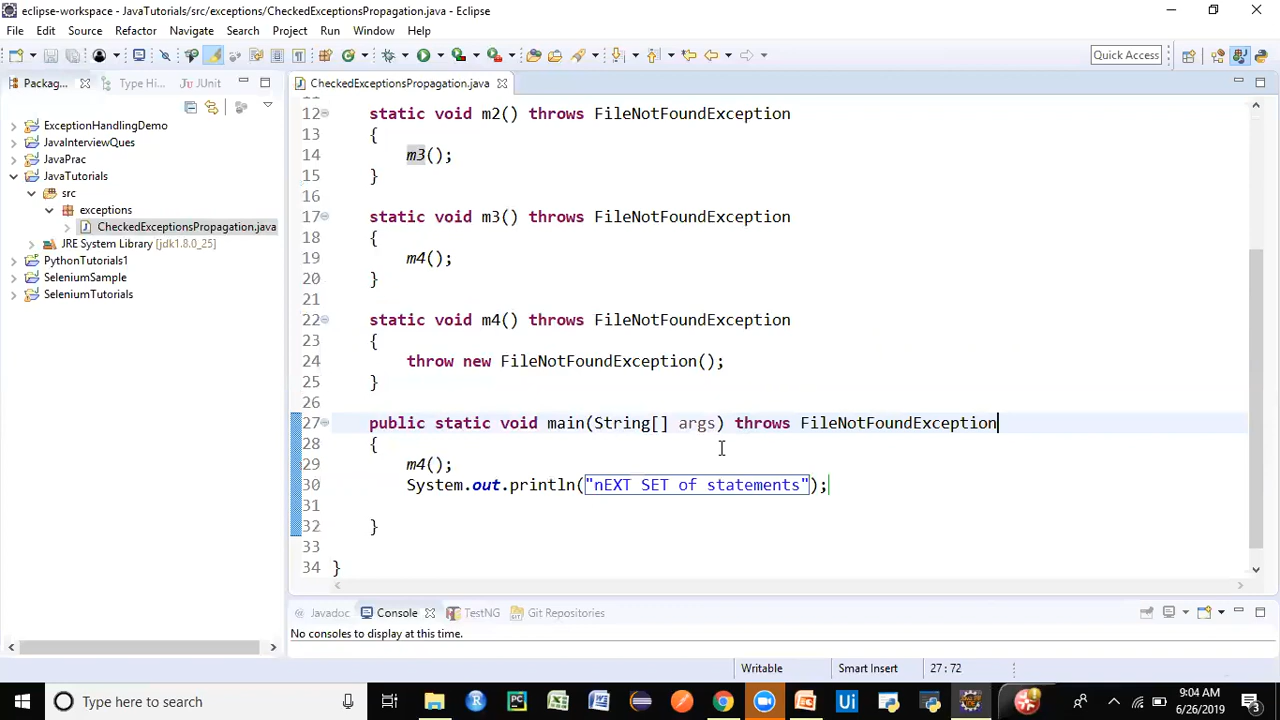 eclipse-workspace - JavaTutorials/src/exceptions/CheckedExceptionsPropagation.java - Eclipse
File Edit Source Refactor Navigate Search Project Run Window Help
Quick Access
Packag... Type Hi... JUnit
ExceptionHandlingDemo
JavaInterviewQues
JavaPrac
JavaTutorials
src
exceptions
CheckedExceptionsPropagation.java
JRE System Library [jdk1.8.0_25]
PythonTutorials1
SeleniumSample
SeleniumTutorials
CheckedExceptionsPropagation.java
11
12 static void m2() throws FileNotFoundException
13 {
14 m3();
15 }
16
17 static void m3() throws FileNotFoundException
18 {
19 m4();
20 }
21
22 static void m4() throws FileNotFoundException
23 {
24 throw new FileNotFoundException();
25 }
26
27 public static void main(String[] args) throws FileNotFoundException
28 {
29 m4();
30 System.out.println("nEXT SET of statements");
31
32 }
33
34 }
Javadoc Console TestNG Git Repositories
No consoles to display at this time.
Writable Smart Insert 27 : 72
Type here to search
9:04 AM
6/26/2019